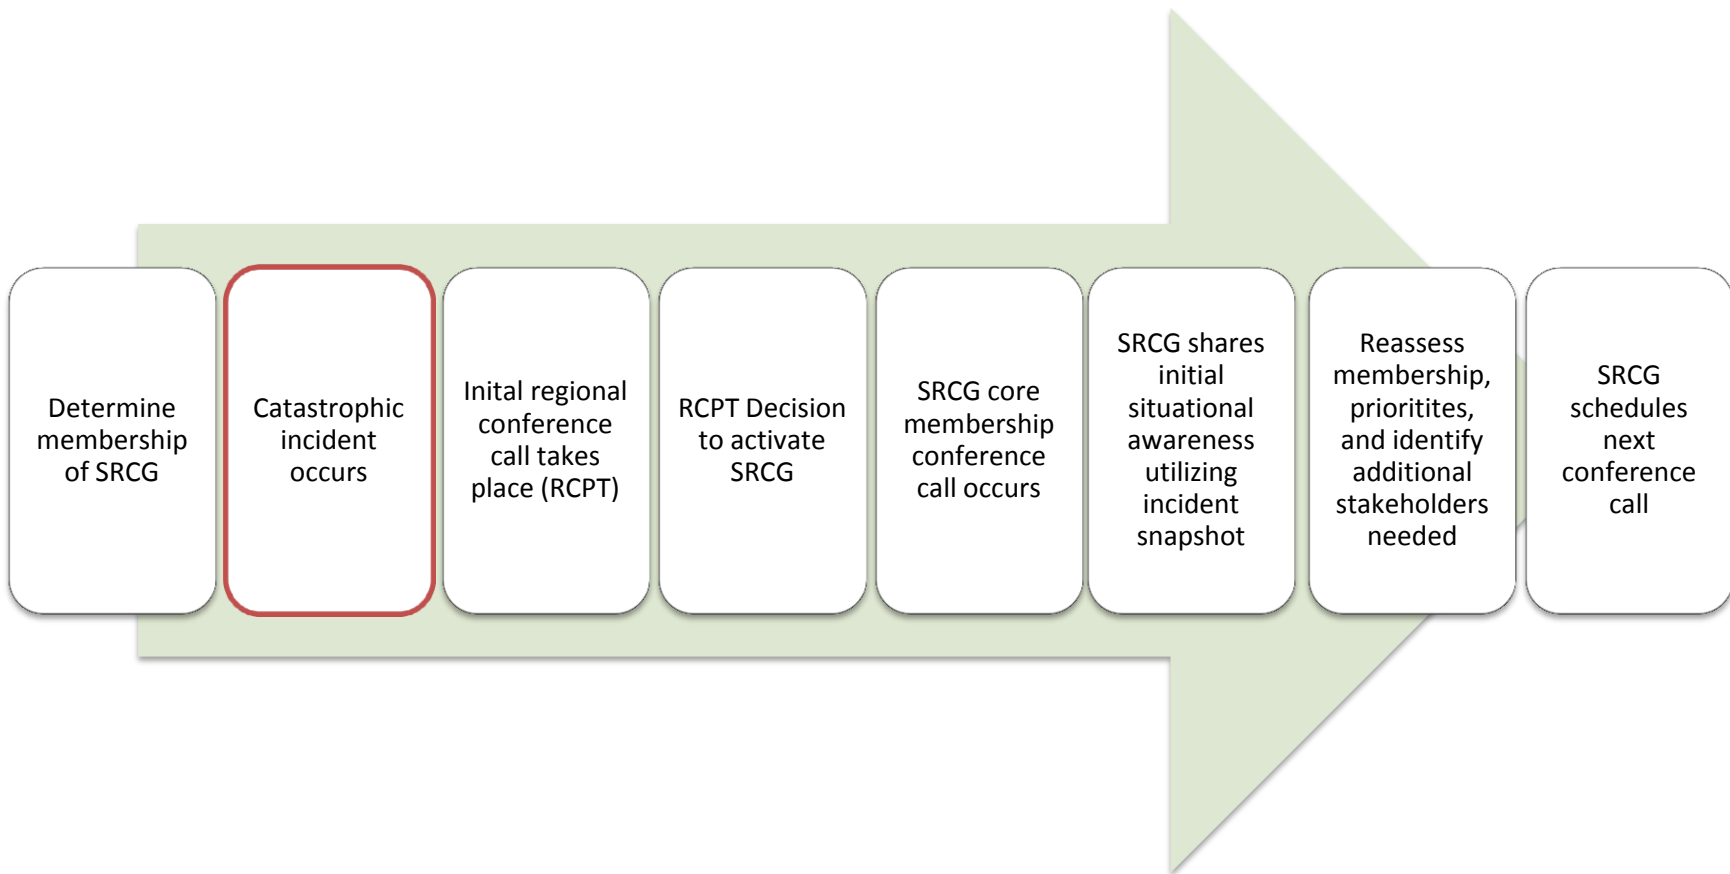 Determine
membership
of SRCG
Catastrophic
incident
occurs
Inital regional
conference
call takes
place (RCPT)
RCPT Decision
to activate
SRCG
SRCG core
membership
conference
call occurs
SRCG shares
initial
situational
awareness
utilizing
incident
snapshot
Reassess
membership,
prioritites,
and identify
additional
stakeholders
needed
SRCG
schedules
next
conference
call